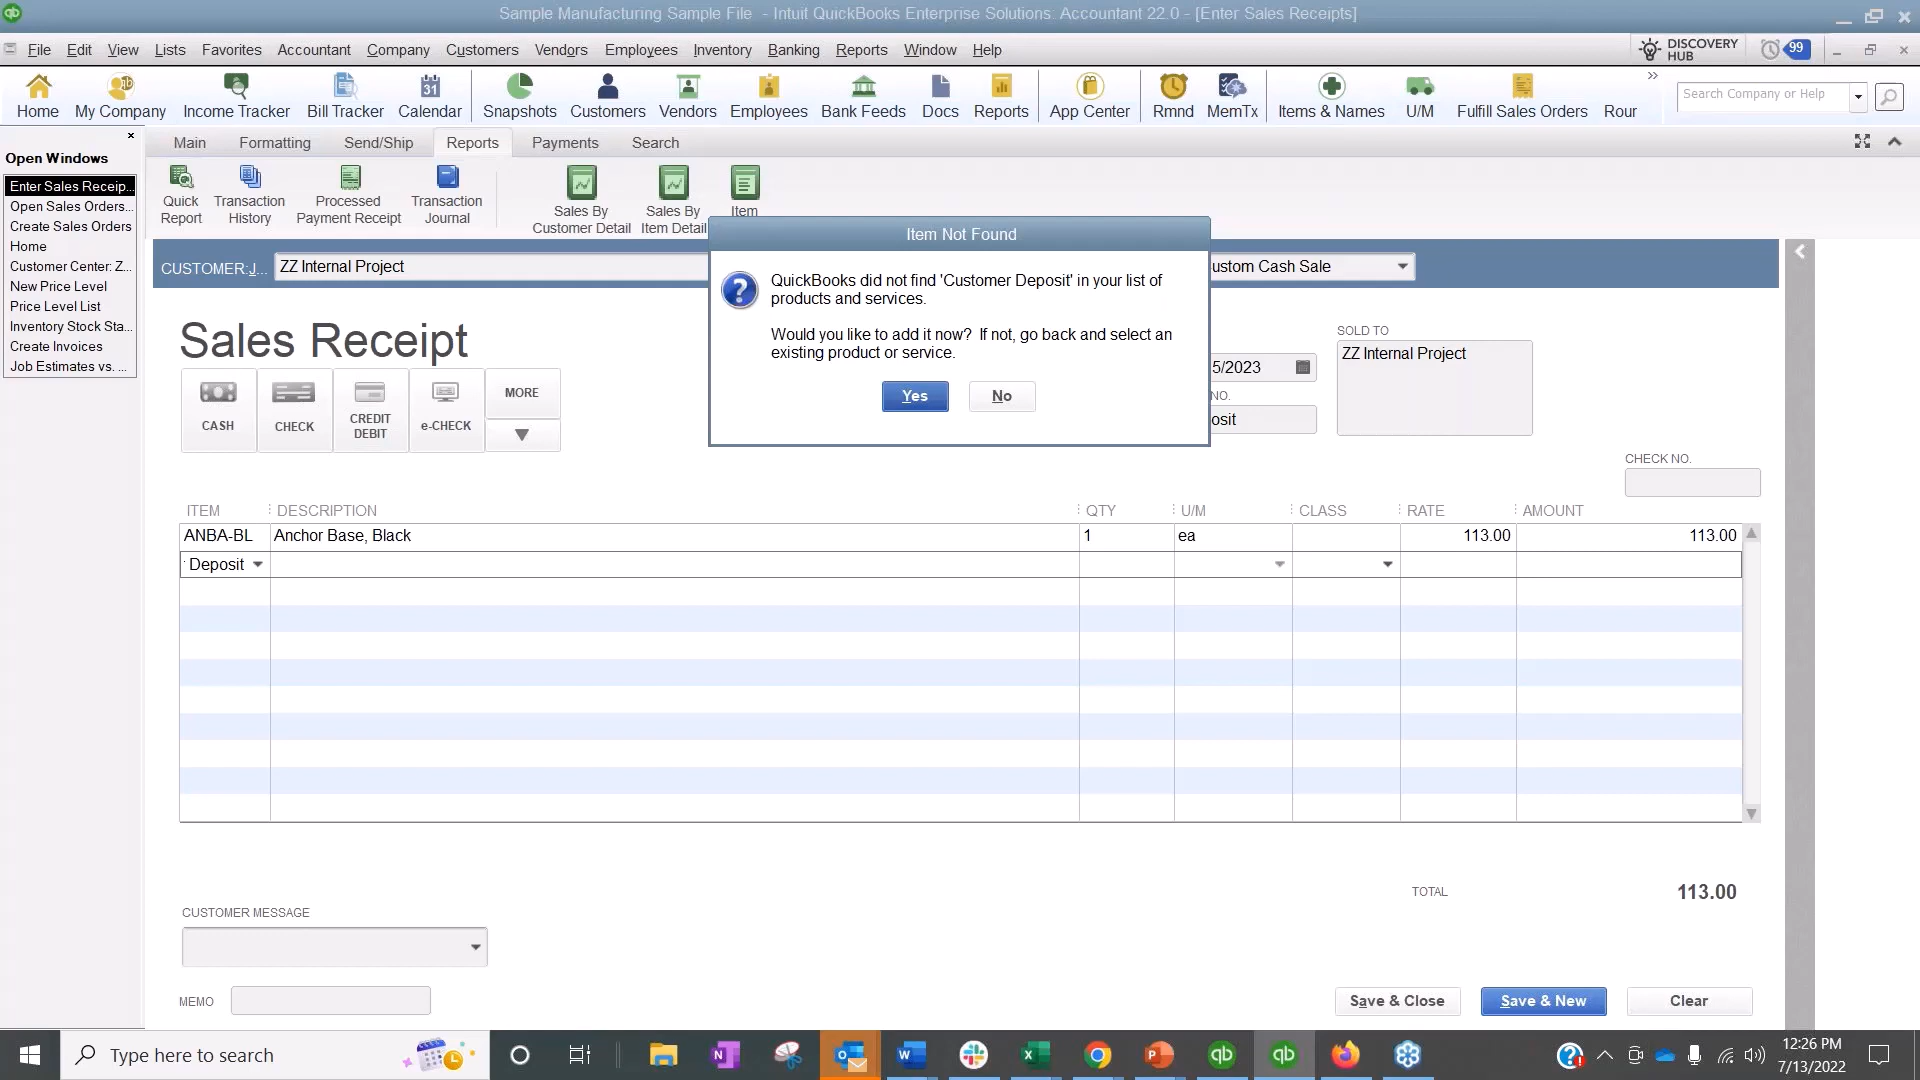 Sample Manufacturing Sample File - Intuit QuickBooks Enterprise Solutions: Accountant 22.0 - [Enter Sales Receipts]
File Edit View Lists Favorites Accountant Company Customers Vendors Employees Inventory Banking Reports Window Help
DISCOVERY HUB 99
31
Home My Company Income Tracker Bill Tracker Calendar Snapshots Customers Vendors Employees Bank Feeds Docs Reports App Center Rmnd MemTx Items & Names U/M Fulfill Sales Orders Rour
Search Company or Help
Main Formatting Send/Ship Reports Payments Search
Open Windows
Enter Sales Receip...
Open Sales Orders...
Create Sales Orders
Home
Customer Center: Z...
New Price Level
Price Level List
Inventory Stock Sta...
Create Invoices
Job Estimates vs. ...
Quick Report
Transaction History
Processed Payment Receipt
Transaction Journal
Sales By Customer Detail
Sales By Item Detail
Item
CUSTOMER:J... ZZ Internal Project
ustom Cash Sale
Item Not Found
QuickBooks did not find 'Customer Deposit' in your list of
products and services.
Would you like to add it now? If not, go back and select an
existing product or service.
Yes No
Sales Receipt
CASH
CHECK
CREDIT DEBIT
e-CHECK
MORE
5/2023
NO.
osit
SOLD TO
ZZ Internal Project
CHECK NO.
ITEM DESCRIPTION QTY U/M CLASS RATE AMOUNT
ANBA-BL Anchor Base, Black 1 ea 113.00 113.00
Deposit
TOTAL 113.00
CUSTOMER MESSAGE
MEMO
Save & Close Save & New Clear
Type here to search
12:26 PM
7/13/2022